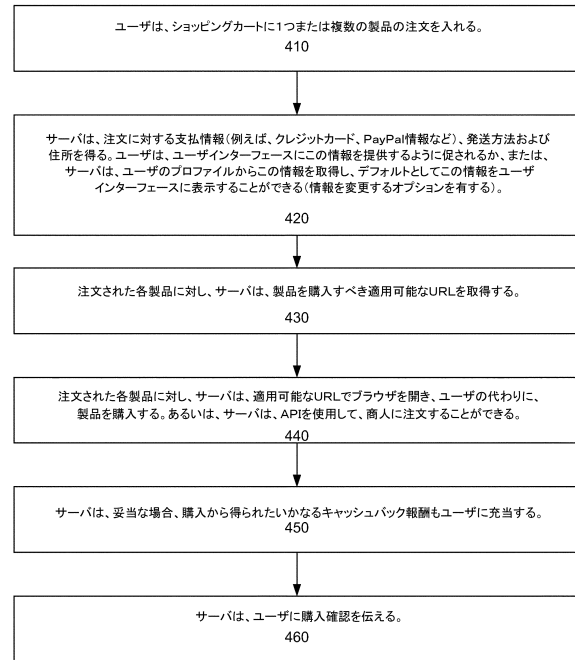 ユーザは、ショッピングカートに1つまたは複数の製品の注文を入れる。
410
サーバは、注文に対する支払情報(例えば、クレジットカード、PayPal情報など)、発送方法および
住所を得る。ユーザは、ユーザインターフェースにこの情報を提供するように促されるか、または、
サーバは、ユーザのプロファイルからこの情報を取得し、デフォルトとしてこの情報をユーザ
インターフェースに表示することができる(情報を変更するオプションを有する)。
420
注文された各製品に対し、サーバは、製品を購入すべき適用可能なURLを取得する。
430
注文された各製品に対し、サーバは、適用可能なURLでブラウザを開き、ユーザの代わりに、
製品を購入する。あるいは、サーバは、APIを使用して、商人に注文することができる。
440
サーバは、妥当な場合、購入から得られたいかなるキャッシュバック報酬もユーザに充当する。
450
サーバは、ユーザに購入確認を伝える。
460